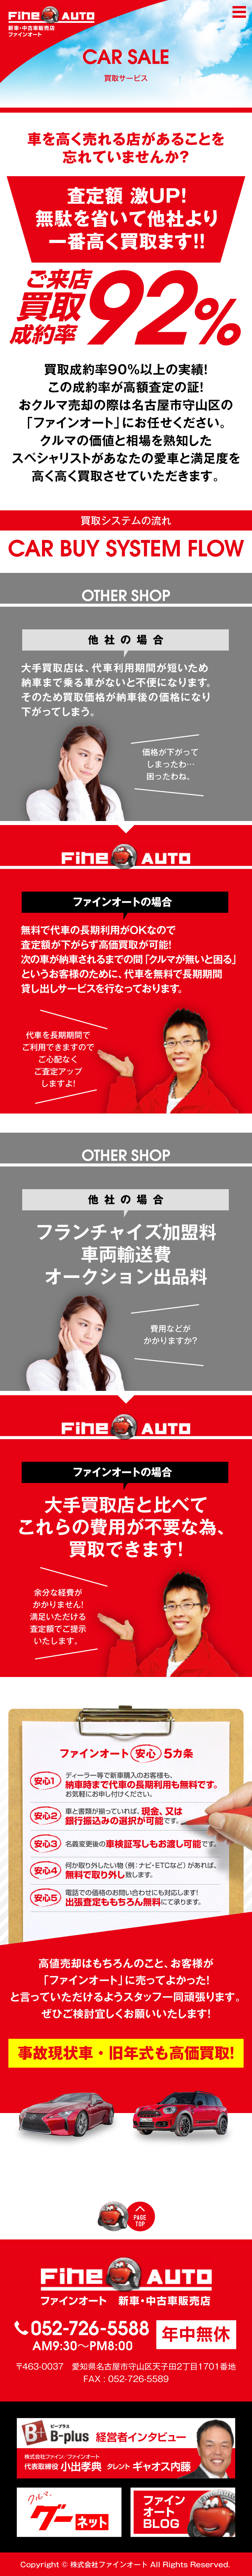 Fine AUTO
新車・中古車販売店
ファインオート
CAR SALE
買取サービス
車を高く売れる店があることを
忘れていませんか?
査定額 激UP!
無駄を省いて他社より
一番高く買取ます!!
ご来店
買取
成約率
92%
買取成約率90%以上の実績!
この成約率が高額査定の証!
おクルマ売却の際は名古屋市守山区の
「ファインオート」にお任せください。
クルマの価値と相場を熟知した
スペシャリストがあなたの愛車と満足度を
高く高く買取させていただきます。
買取システムの流れ
CAR BUY SYSTEM FLOW
OTHER SHOP
他社の場合
大手買取店は、代車利用期間が短いため
納車まで乗る車がないと不便になります。
そのため買取価格が納車後の価格になり
下がってしまう。
価格が下がって
しまったわ…
困ったわね。
Fine AUTO
ファインオートの場合
無料で代車の長期利用がOKなので
査定額が下がらず高価買取が可能!
次の車が納車されるまでの間「クルマが無いと困る」
というお客様のために、代車を無料で長期期間
貸し出しサービスを行なっております。
代車を長期期間で
ご利用できますので
ご心配なく
ご査定アップ
しますよ!
OTHER SHOP
他社の場合
フランチャイズ加盟料
車両輸送費
オークション出品料
費用などが
かかりますか?
Fine AUTO
ファインオートの場合
大手買取店と比べて
これらの費用が不要な為、
買取できます!
余分な経費が
かかりません!
満足いただける
査定額でご提示
いたします。
ファインオート 安心 5カ条
安心1 ディーラー等で新車購入のお客様も、
納車時まで代車の長期利用も無料です。
お気軽にお申し付けください。
安心2 車と書類が揃っていれば、現金、又は
銀行振込みの選択が可能です。
安心3 名義変更後の車検証写しもお渡し可能です。
安心4 何か取り外したい物（例：ナビ・ETCなど）があれば、
無料で取り外し致します。
安心5 電話での価格のお問い合わせにも対応します!
出張査定ももちろん無料にて承ります。
高値売却はもちろんのこと、お客様が
「ファインオート」に売ってよかった!
と言っていただけるようスタッフ一同頑張ります。
ぜひご検討宜しくお願いいたします!
事故現状車・旧年式も高価買取!
PAGE
TOP
Fine AUTO
ファインオート 新車・中古車販売店
052-726-5588
AM9:30〜PM8:00
年中無休
〒463-0037 愛知県名古屋市守山区天子田2丁目1701番地
FAX : 052-726-5589
B+ ビープラス
B-plus 経営者インタビュー
株式会社ファイン/ファインオート
代表取締役 小出孝典 タレント ギャオス内藤
クルマ、
グーネット
ファイン
オート
BLOG
Copyright © 株式会社ファインオート All Rights Reserved.